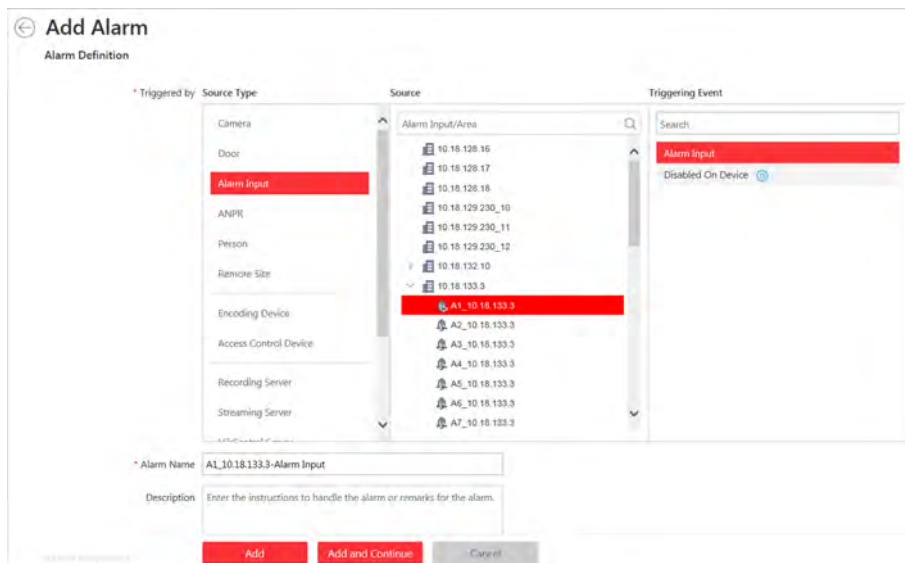 Add Alarm
Alarm Definition
* Triggered by Source Type Source Triggering Event
Camera
Door
Alarm Input
ANPR
Person
Remote Site
Encoding Device
Access Control Device
Recording Server
Streaming Server
Alarm Input/Area
10.18.128.16
10.18.128.17
10.18.128.18
10.18.129.230_10
10.18.129.230_11
10.18.129.230_12
10.18.132.10
10.18.133.3
A1_10.18.133.3
A2_10.18.133.3
A3_10.18.133.3
A4_10.18.133.3
A5_10.18.133.3
A6_10.18.133.3
A7_10.18.133.3
Search
Alarm Input
Disabled On Device
* Alarm Name A1_10.18.133.3-Alarm Input
Description Enter the instructions to handle the alarm or remarks for the alarm.
Add Add and Continue Cancel